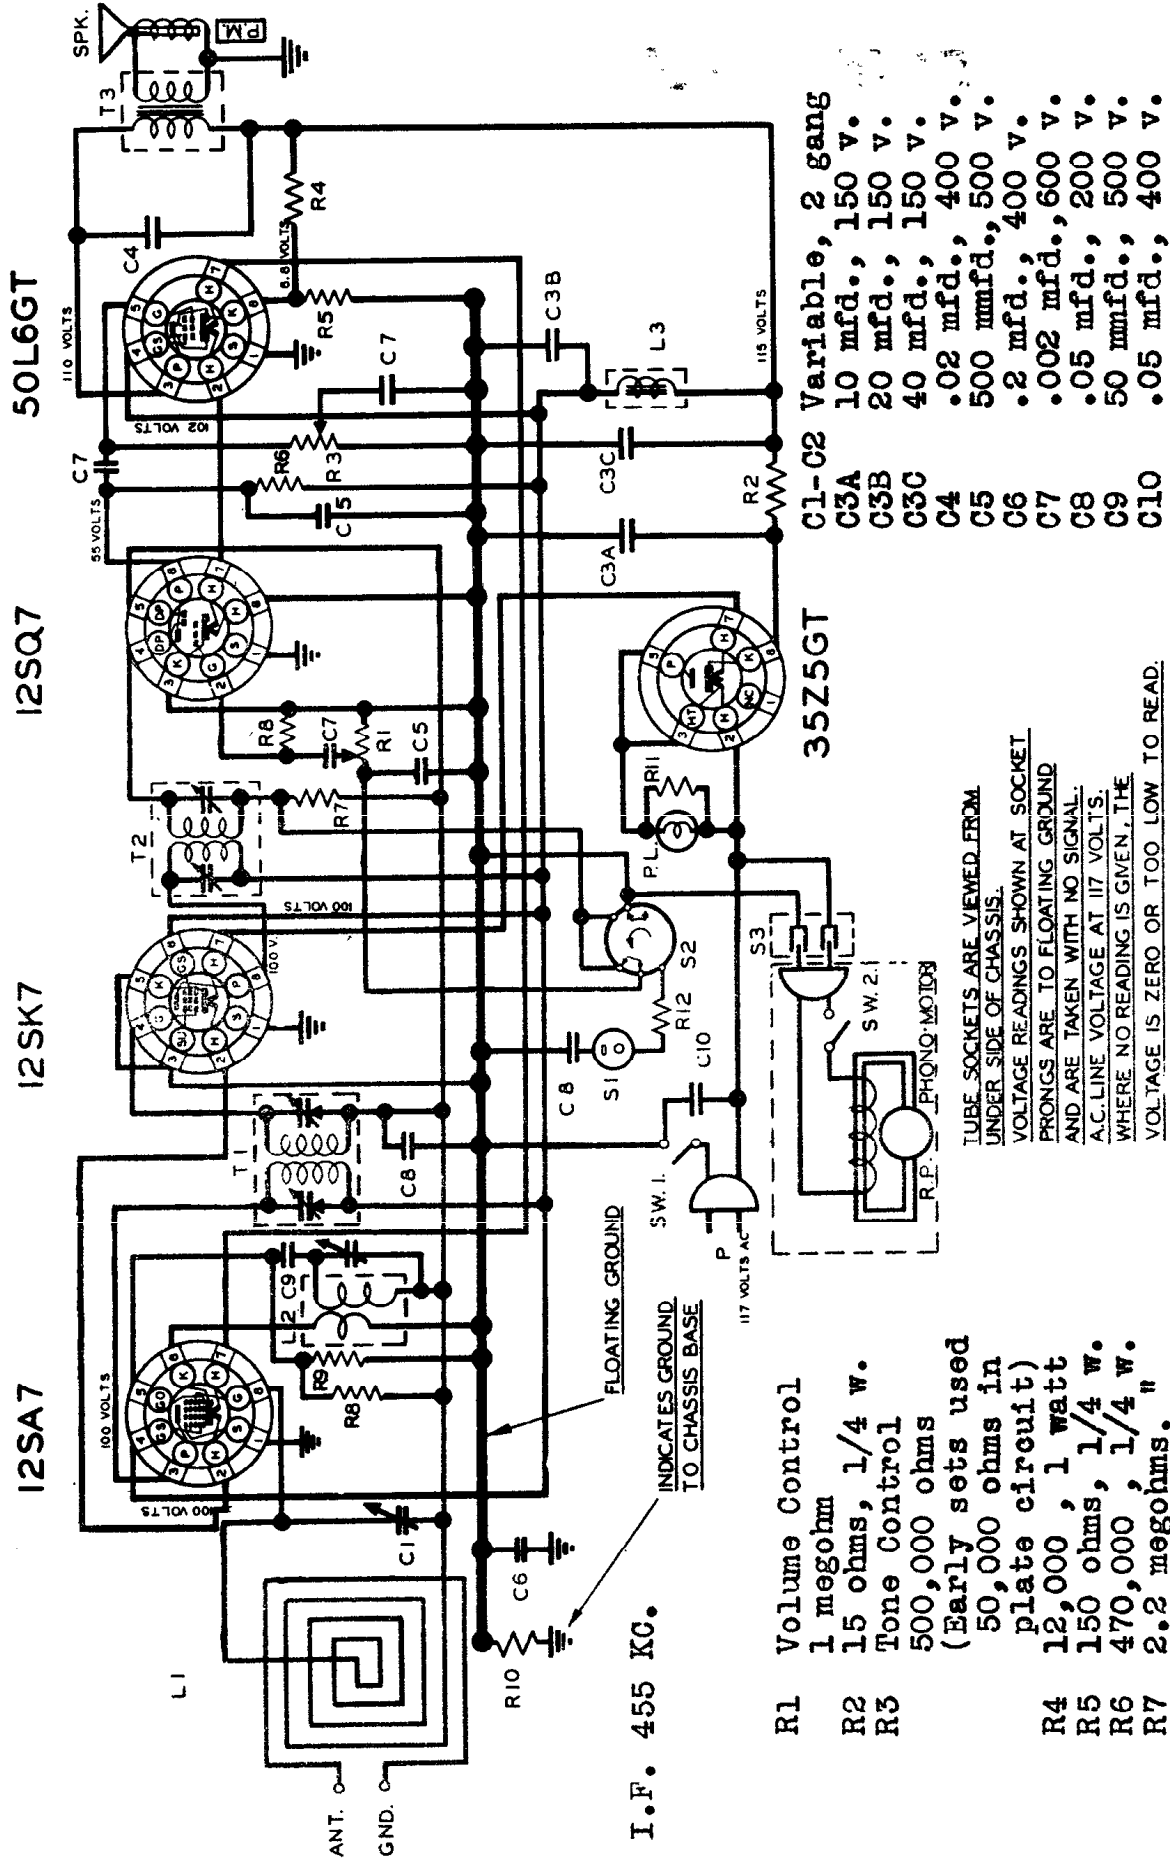 12SA7
12SK7
12SQ7
50L6GT
L1
ANT.
GND.
C1
100 VOLTS
100 VOLTS
R8
R9
L2
C9
T1
C8
100 V.
100 VOLTS
T2
R7
R8
C7
R1
C5
55 VOLTS
C7
C5
R6
R3
C7
102 VOLTS
110 VOLTS
C4
6.8 VOLTS
R5
R4
T3
SPK.
P.M.
R10
C6
FLOATING GROUND
INDICATES GROUND
TO CHASSIS BASE
I.F. 455 KC.
SW. 1.
P
117 VOLTS AC
C8
S1
R12
C10
S2
P.L.
R11
S3
SW. 2.
R.P. PHONO MOTOR
35Z5GT
C3A
C3C
C3B
L3
R2
115 VOLTS
TUBE SOCKETS ARE VIEWED FROM
UNDER SIDE OF CHASSIS.
VOLTAGE READINGS SHOWN AT SOCKET
PRONGS ARE TO FLOATING GROUND
AND ARE TAKEN WITH NO SIGNAL.
A.C. LINE VOLTAGE AT 117 VOLTS.
WHERE NO READING IS GIVEN, THE
VOLTAGE IS ZERO OR TOO LOW TO READ.
R1 Volume Control
1 megohm
R2 15 ohms, 1/4 w.
R3 Tone Control
500,000 ohms
(Early sets used
50,000 ohms in
plate circuit)
R4 12,000 , 1 watt
R5 150 ohms, 1/4 w.
R6 470,000 , 1/4 w.
R7 2.2 megohms. "
C1-C2 Variable, 2 gang
C3A 10 mfd., 150 v.
C3B 20 mfd., 150 v.
C3C 40 mfd., 150 v.
C4 .02 mfd., 400 v.
C5 500 mmfd., 500 v.
C6 .2 mfd., 400 v.
C7 .002 mfd., 600 v.
C8 .05 mfd., 200 v.
C9 50 mmfd., 500 v.
C10 .05 mfd., 400 v.